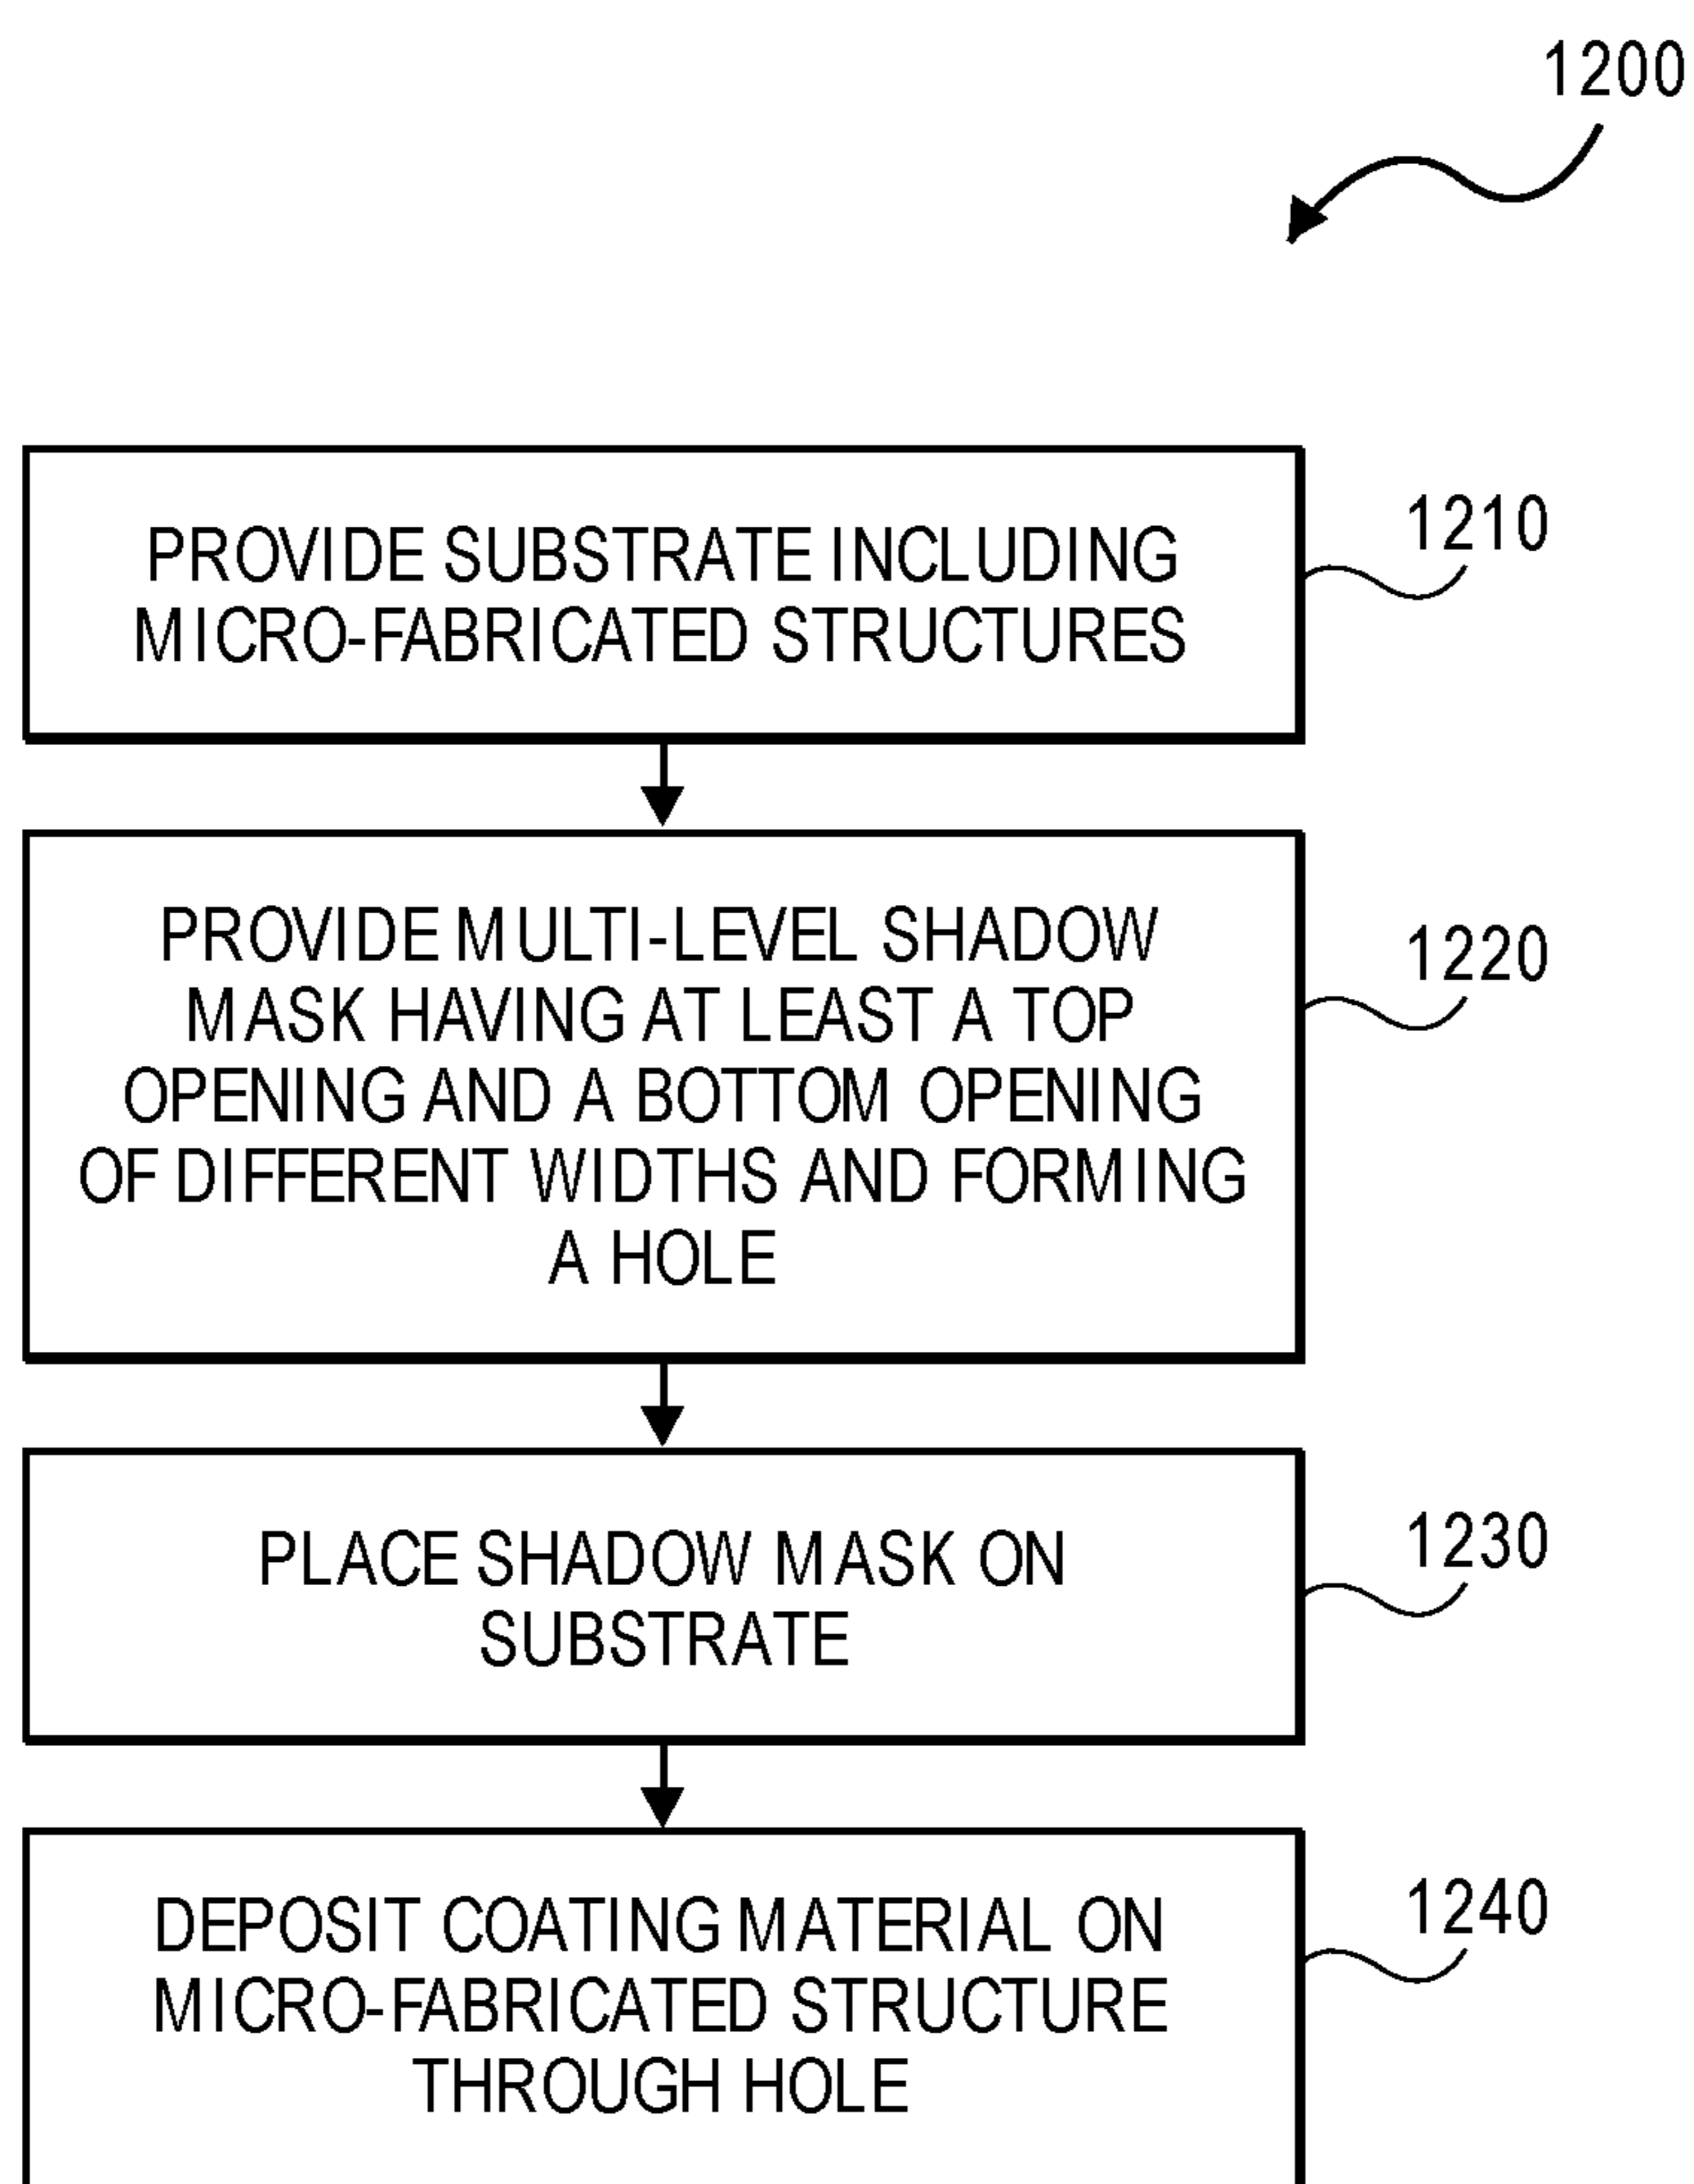 1200
PROVIDE SUBSTRATE INCLUDING
MICRO-FABRICATED STRUCTURES
1210
PROVIDE MULTI-LEVEL SHADOW
MASK HAVING AT LEAST A TOP
OPENING AND A BOTTOM OPENING
OF DIFFERENT WIDTHS AND FORMING
A HOLE
1220
PLACE SHADOW MASK ON
SUBSTRATE
1230
DEPOSIT COATING MATERIAL ON
MICRO-FABRICATED STRUCTURE
THROUGH HOLE
1240